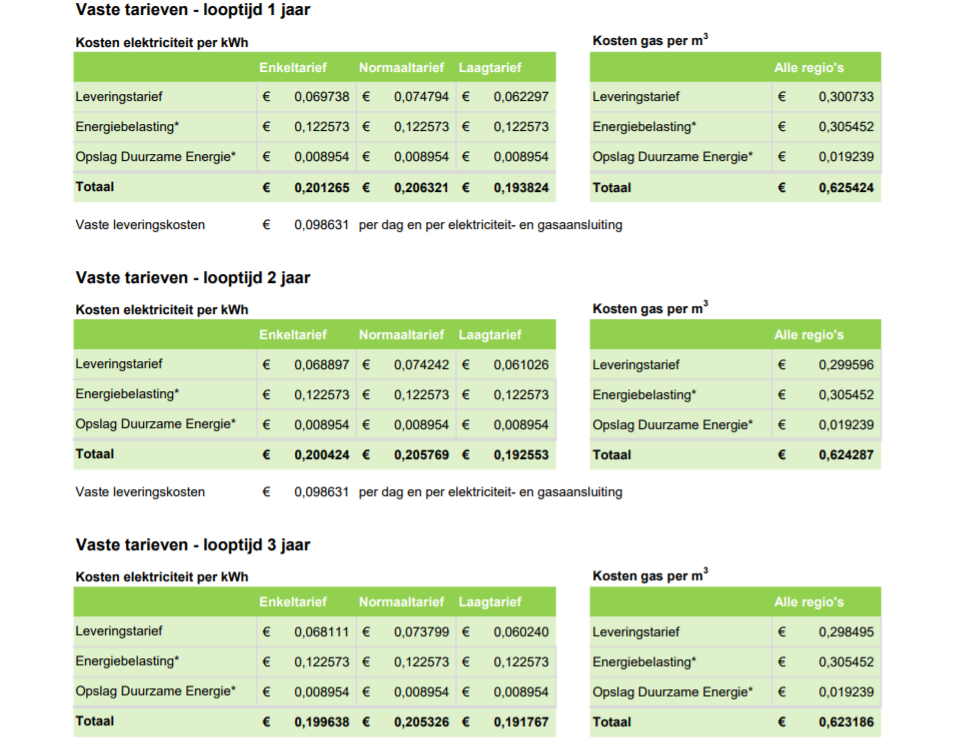 Vaste tarieven - looptijd 1 jaar
Kosten elektriciteit per kWh Kosten gas per m³
Enkeltarief Normaaltarief Laagtarief Alle regio's
Leveringstarief € 0,069738 € 0,074794 € 0,062297 Leveringstarief € 0,300733
Energiebelasting* € 0,122573 € 0,122573 € 0,122573 Energiebelasting* € 0,305452
Opslag Duurzame Energie* € 0,008954 € 0,008954 € 0,008954 Opslag Duurzame Energie* € 0,019239
Totaal € 0,201265 € 0,206321 € 0,193824 Totaal € 0,625424
Vaste leveringskosten € 0,098631 per dag en per elektriciteit- en gasaansluiting
Vaste tarieven - looptijd 2 jaar
Kosten elektriciteit per kWh Kosten gas per m³
Enkeltarief Normaaltarief Laagtarief Alle regio's
Leveringstarief € 0,068897 € 0,074242 € 0,061026 Leveringstarief € 0,299596
Energiebelasting* € 0,122573 € 0,122573 € 0,122573 Energiebelasting* € 0,305452
Opslag Duurzame Energie* € 0,008954 € 0,008954 € 0,008954 Opslag Duurzame Energie* € 0,019239
Totaal € 0,200424 € 0,205769 € 0,192553 Totaal € 0,624287
Vaste leveringskosten € 0,098631 per dag en per elektriciteit- en gasaansluiting
Vaste tarieven - looptijd 3 jaar
Kosten elektriciteit per kWh Kosten gas per m³
Enkeltarief Normaaltarief Laagtarief Alle regio's
Leveringstarief € 0,068111 € 0,073799 € 0,060240 Leveringstarief € 0,298495
Energiebelasting* € 0,122573 € 0,122573 € 0,122573 Energiebelasting* € 0,305452
Opslag Duurzame Energie* € 0,008954 € 0,008954 € 0,008954 Opslag Duurzame Energie* € 0,019239
Totaal € 0,199638 € 0,205326 € 0,191767 Totaal € 0,623186